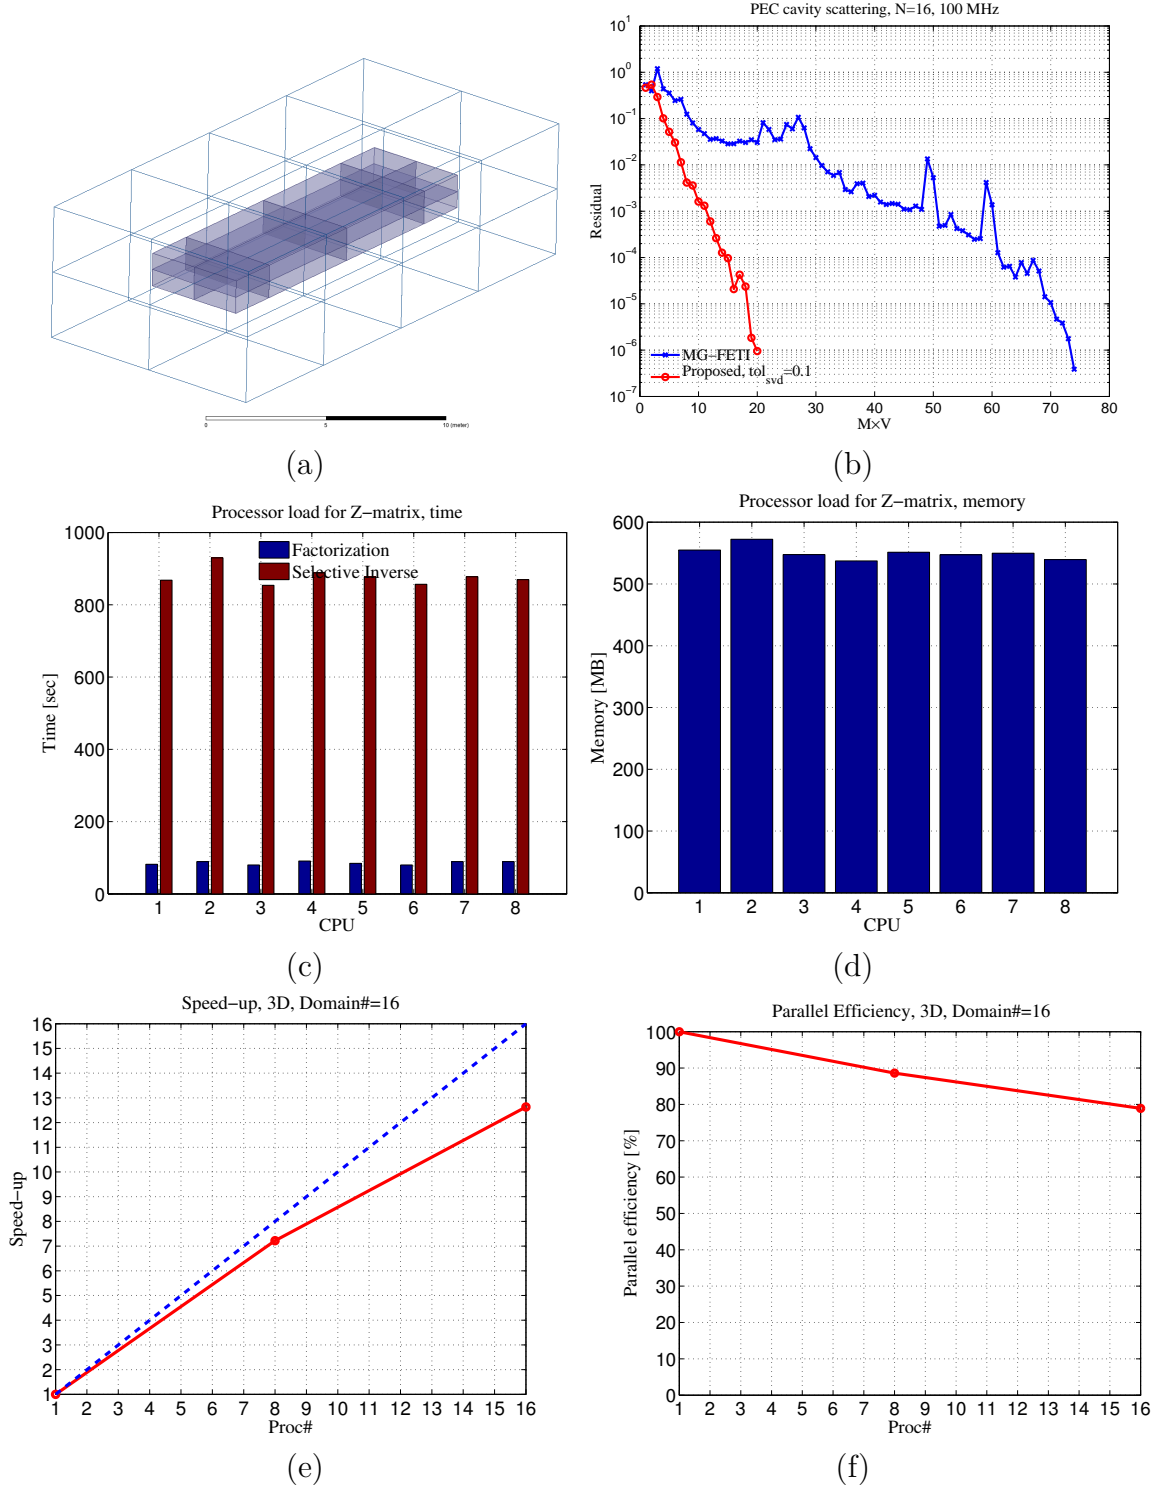 0 5 10 (meter)
(a)
PEC cavity scattering, N=16, 100 MHz
10^1
10^0
10^−1
10^−2
10^−3
10^−4
10^−5
10^−6
10^−7
Residual
MG−FETI
Proposed, tol_svd=0.1
0 10 20 30 40 50 60 70 80
M×V
(b)
Processor load for Z−matrix, time
1000
800
600
400
200
0
Time [sec]
Factorization
Selective Inverse
1 2 3 4 5 6 7 8
CPU
(c)
Processor load for Z−matrix, memory
600
500
400
300
200
100
0
Memory [MB]
1 2 3 4 5 6 7 8
CPU
(d)
Speed−up, 3D, Domain#=16
16
15
14
13
12
11
10
9
8
7
6
5
4
3
2
1
Speed−up
1 2 3 4 5 6 7 8 9 10 11 12 13 14 15 16
Proc#
(e)
Parallel Efficiency, 3D, Domain#=16
100
90
80
70
60
50
40
30
20
10
0
Parallel efficiency [%]
1 2 3 4 5 6 7 8 9 10 11 12 13 14 15 16
Proc#
(f)